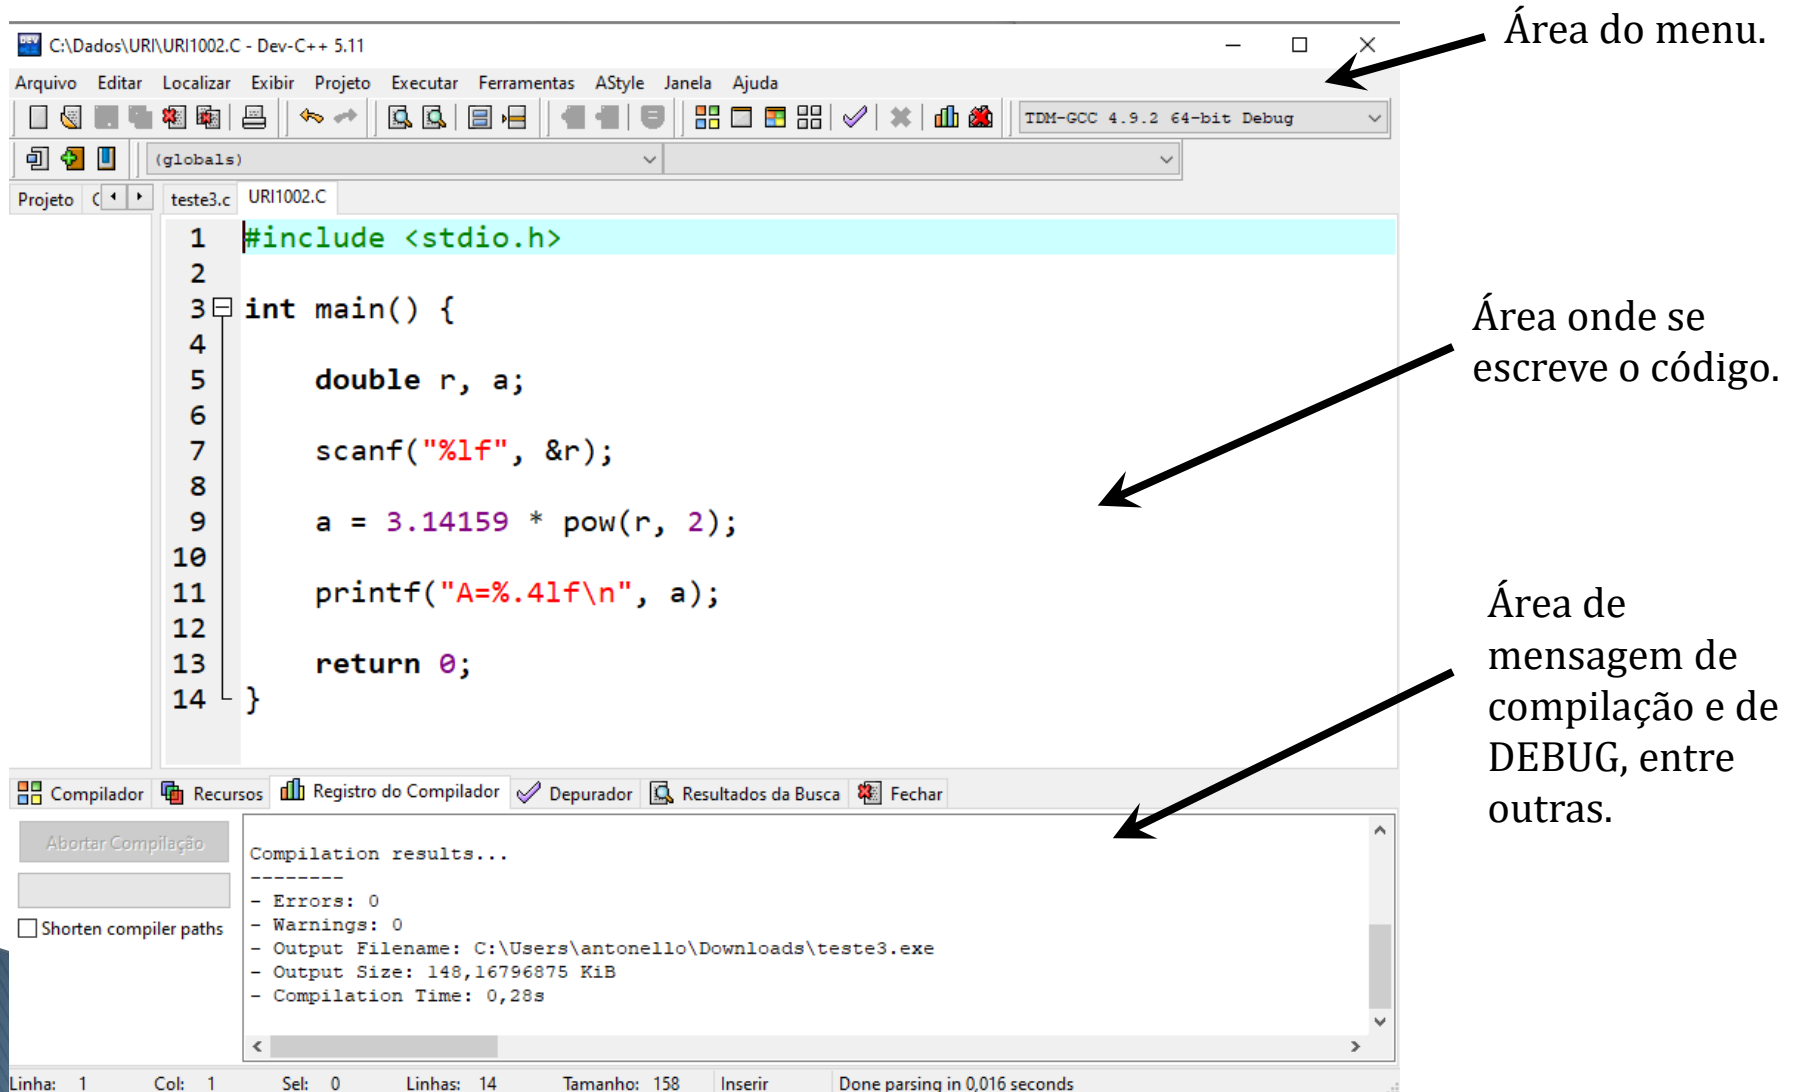 C:\Dados\URI\URI1002.C - Dev-C++ 5.11
Área do menu.
Arquivo Editar Localizar Exibir Projeto Executar Ferramentas AStyle Janela Ajuda
TDM-GCC 4.9.2 64-bit Debug
(globals)
Projeto
teste3.c URI1002.C
1 #include <stdio.h>
2
3 int main() {
4
5 double r, a;
6
7 scanf("%lf", &r);
8
9 a = 3.14159 * pow(r, 2);
10
11 printf("A=%.4lf\n", a);
12
13 return 0;
14 }
Área onde se
escreve o código.
Área de
mensagem de
compilação e de
DEBUG, entre
outras.
Compilador Recursos Registro do Compilador Depurador Resultados da Busca Fechar
Abortar Compilação
Shorten compiler paths
Compilation results...
--------
- Errors: 0
- Warnings: 0
- Output Filename: C:\Users\antonello\Downloads\teste3.exe
- Output Size: 148,16796875 KiB
- Compilation Time: 0,28s
Linha: 1 Col: 1 Sel: 0 Linhas: 14 Tamanho: 158 Inserir Done parsing in 0,016 seconds